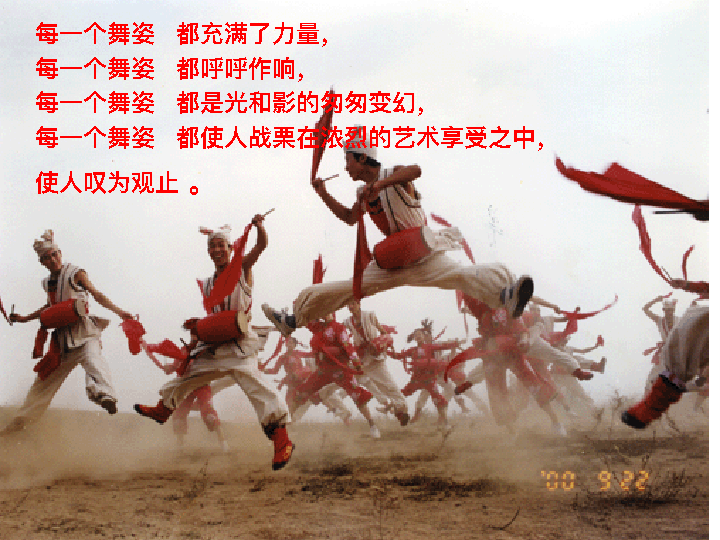 每一个舞姿 都充满了力量，
每一个舞姿 都呼呼作响，
每一个舞姿 都是光和影的匆匆变幻，
每一个舞姿 都使人战栗在浓烈的艺术享受之中，
使人叹为观止 。
'00 9.22